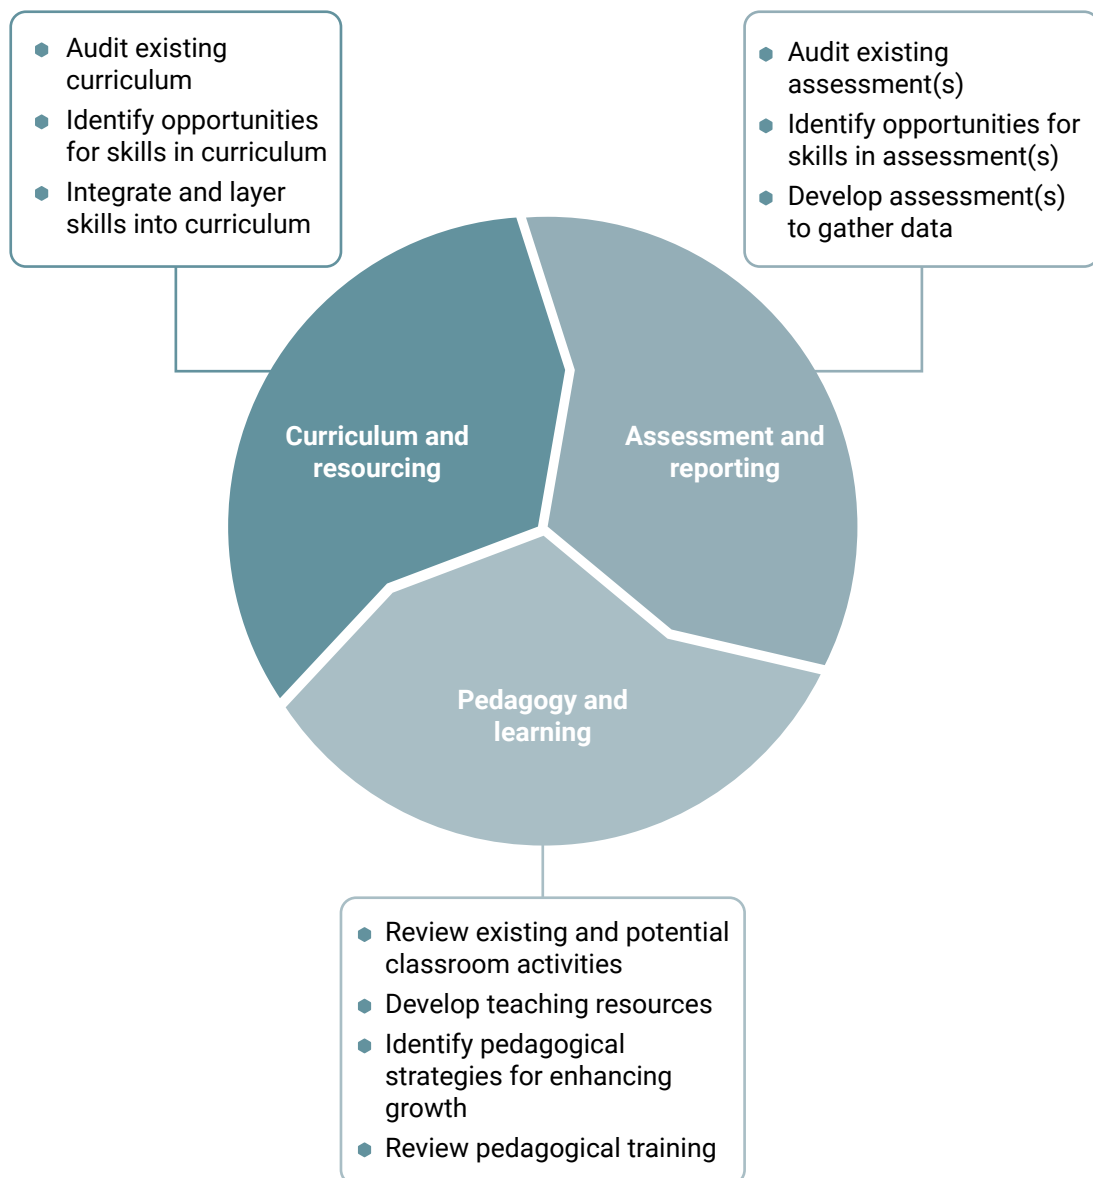 Audit existing
curriculum
Identify opportunities
for skills in curriculum
Integrate and layer
skills into curriculum
Audit existing
assessment(s)
Identify opportunities for
skills in assessment(s)
Develop assessment(s)
to gather data
Curriculum and
resourcing
Assessment and
reporting
Pedagogy and
learning
Review existing and potential
classroom activities
Develop teaching resources
Identify pedagogical
strategies for enhancing
growth
Review pedagogical training